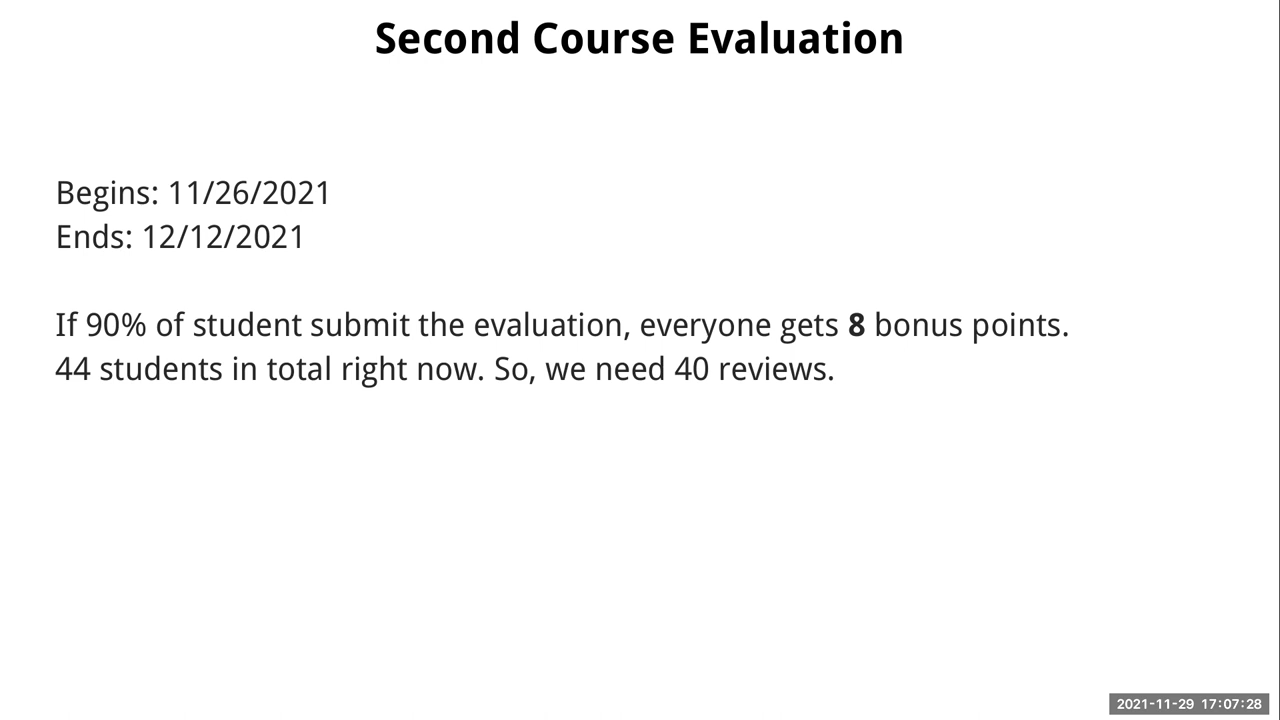 Second Course Evaluation
Begins: 11/26/2021
Ends: 12/12/2021
If 90% of student submit the evaluation, everyone gets 8 bonus points.
44 students in total right now. So, we need 40 reviews.
2021-11-29 17:07:28